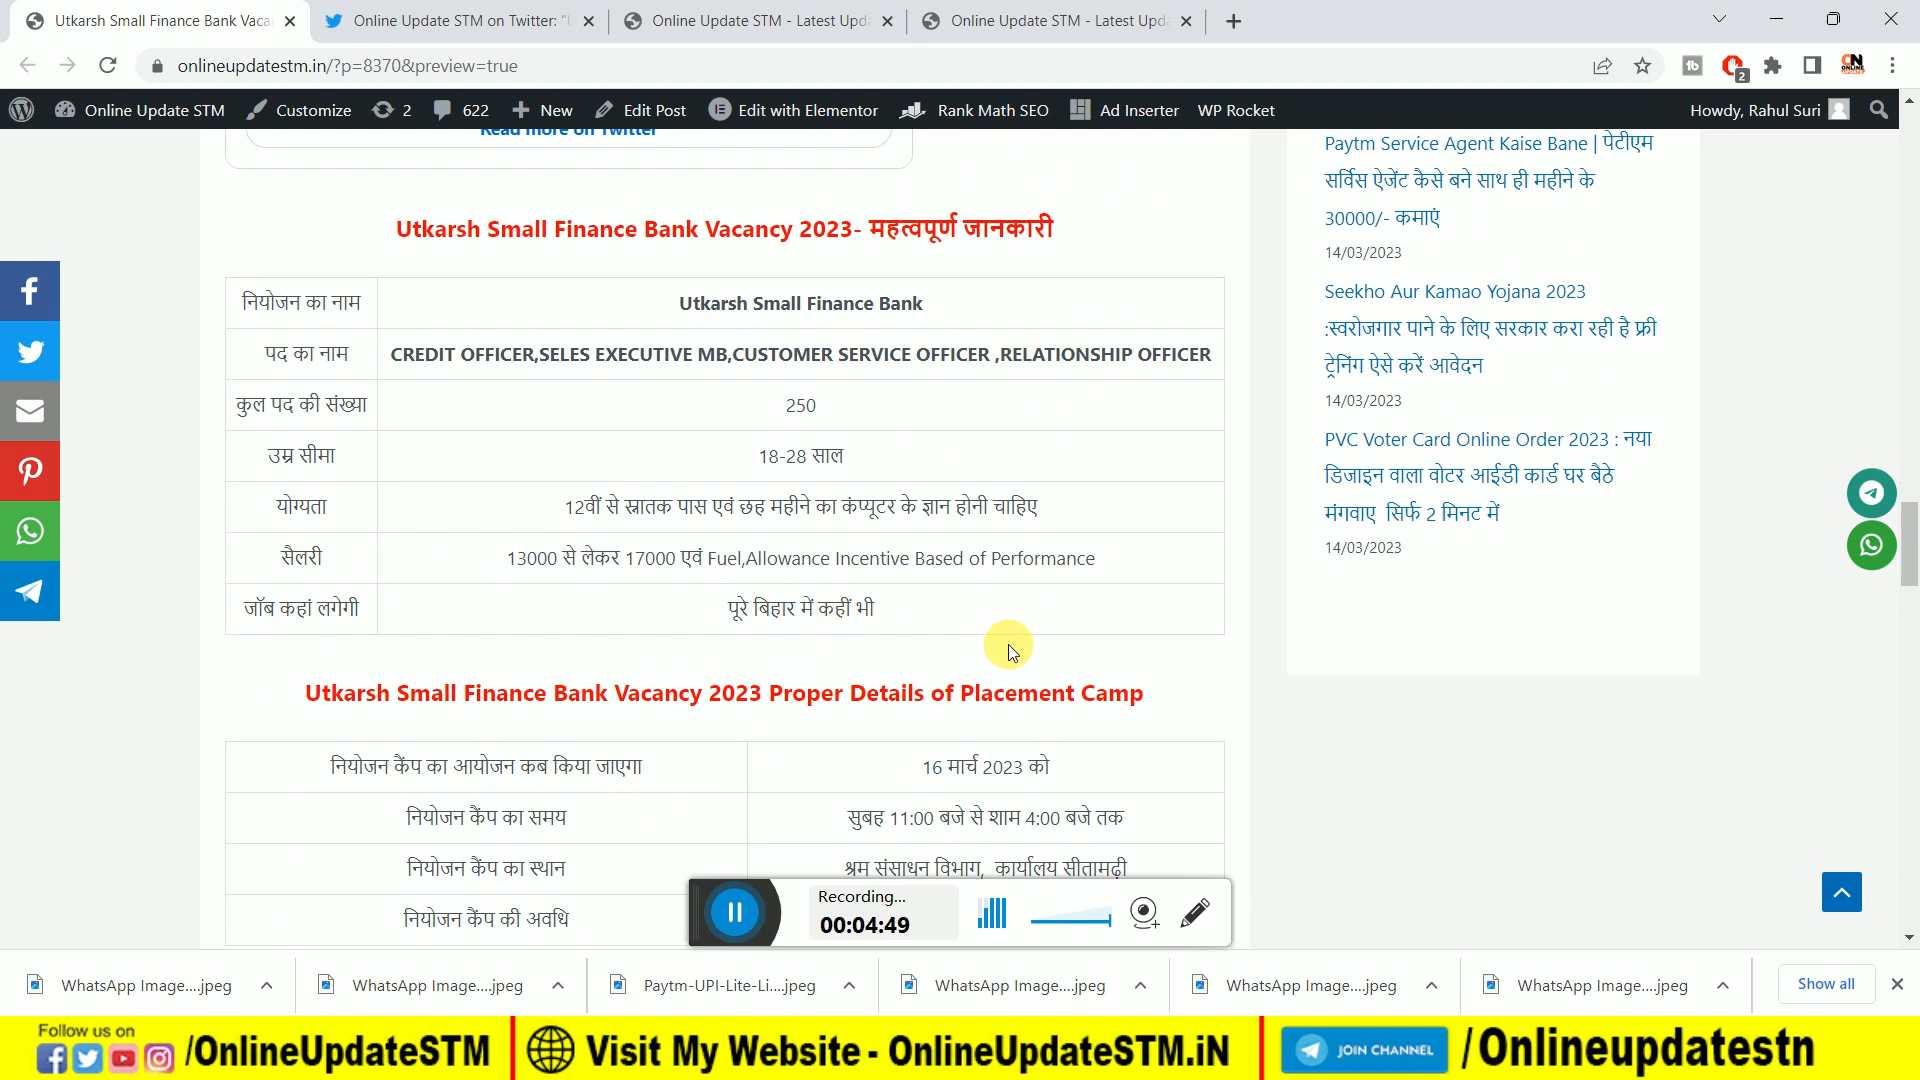 Utkarsh Small Finance Bank Vaca
Online Update STM on Twitter: "U
Online Update STM - Latest Upda
Online Update STM - Latest Upda
onlineupdatestm.in/?p=8370&preview=true
2
Online Update STM
Customize
2
622
New
Edit Post
Edit with Elementor
Rank Math SEO
Ad Inserter
WP Rocket
Howdy, Rahul Suri
Read more on Twitter
Utkarsh Small Finance Bank Vacancy 2023- महत्वपूर्ण जानकारी
नियोजन का नाम Utkarsh Small Finance Bank
पद का नाम CREDIT OFFICER,SELES EXECUTIVE MB,CUSTOMER SERVICE OFFICER ,RELATIONSHIP OFFICER
कुल पद की संख्या 250
उम्र सीमा 18-28 साल
योग्यता 12वीं से स्नातक पास एवं छह महीने का कंप्यूटर के ज्ञान होनी चाहिए
सैलरी 13000 से लेकर 17000 एवं Fuel,Allowance Incentive Based of Performance
जॉब कहां लगेगी पूरे बिहार में कहीं भी
Utkarsh Small Finance Bank Vacancy 2023 Proper Details of Placement Camp
नियोजन कैंप का आयोजन कब किया जाएगा 16 मार्च 2023 को
नियोजन कैंप का समय सुबह 11:00 बजे से शाम 4:00 बजे तक
नियोजन कैंप का स्थान श्रम संसाधन विभाग, कार्यालय सीतामढ़ी
नियोजन कैंप की अवधि
Paytm Service Agent Kaise Bane | पेटीएम
सर्विस ऐजेंट कैसे बने साथ ही महीने के
30000/- कमाएं
14/03/2023
Seekho Aur Kamao Yojana 2023
:स्वरोजगार पाने के लिए सरकार करा रही है फ्री
ट्रेनिंग ऐसे करें आवेदन
14/03/2023
PVC Voter Card Online Order 2023 : नया
डिजाइन वाला वोटर आईडी कार्ड घर बैठे
मंगवाए सिर्फ 2 मिनट में
14/03/2023
Recording...
00:04:49
WhatsApp Image....jpeg
WhatsApp Image....jpeg
Paytm-UPI-Lite-Li....jpeg
WhatsApp Image....jpeg
WhatsApp Image....jpeg
WhatsApp Image....jpeg
Show all
Follow us on
/OnlineUpdateSTM
Visit My Website - OnlineUpdateSTM.iN
JOIN CHANNEL
/Onlineupdatestn